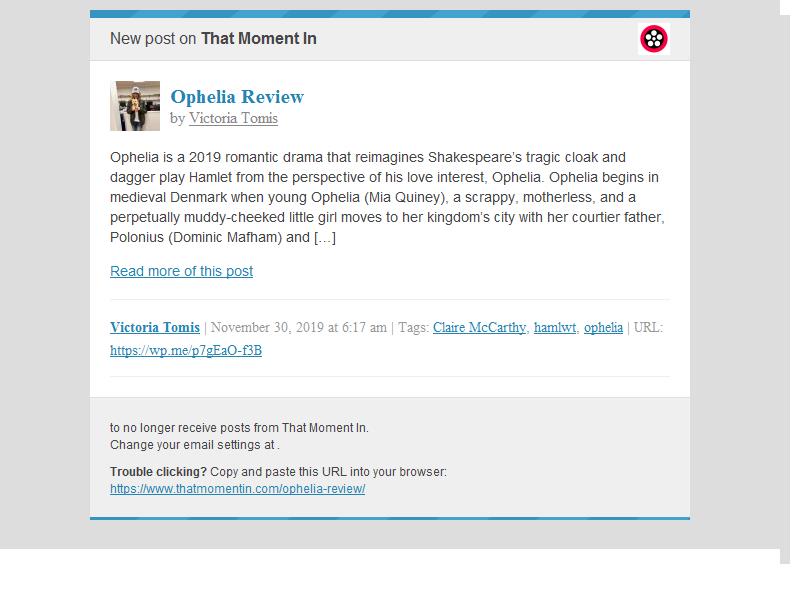 New post on That Moment In
Ophelia Review
by Victoria Tomis
Ophelia is a 2019 romantic drama that reimagines Shakespeare’s tragic cloak and
dagger play Hamlet from the perspective of his love interest, Ophelia. Ophelia begins in
medieval Denmark when young Ophelia (Mia Quiney), a scrappy, motherless, and a
perpetually muddy-cheeked little girl moves to her kingdom’s city with her courtier father,
Polonius (Dominic Mafham) and […]
Read more of this post
Victoria Tomis | November 30, 2019 at 6:17 am | Tags: Claire McCarthy, hamlwt, ophelia | URL:
https://wp.me/p7gEaO-f3B
to no longer receive posts from That Moment In.
Change your email settings at .
Trouble clicking? Copy and paste this URL into your browser:
https://www.thatmomentin.com/ophelia-review/